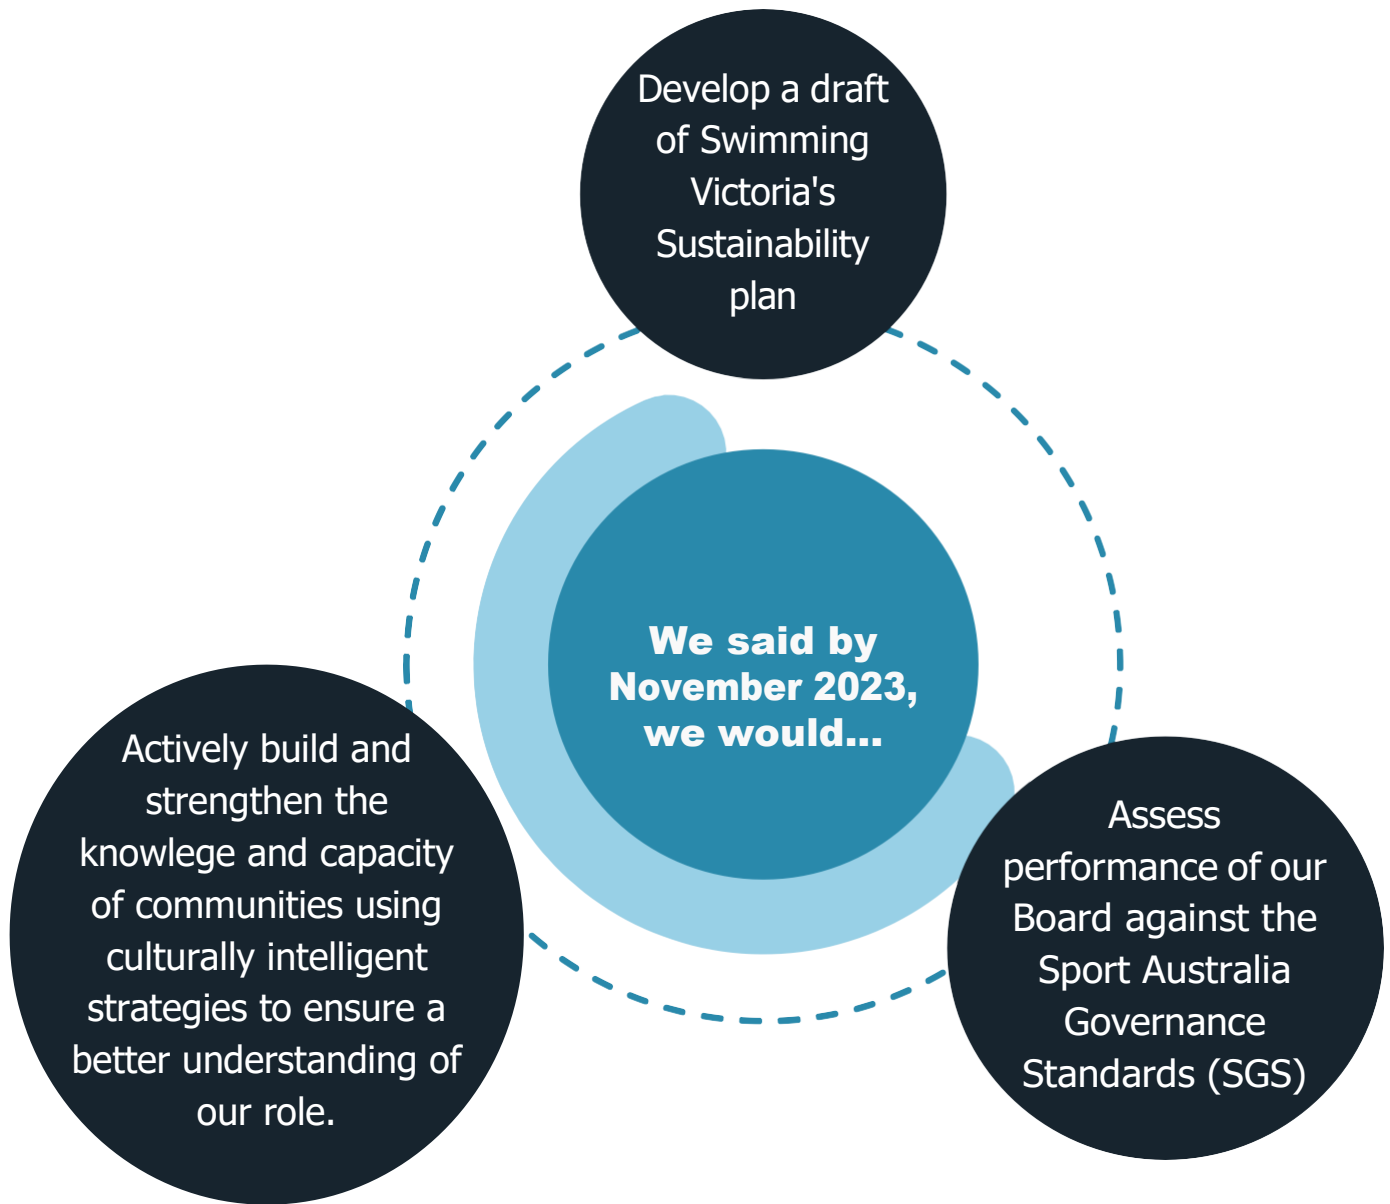 Develop a draft
of Swimming
Victoria's
Sustainability
plan
We said by
November 2023,
we would...
Actively build and
strengthen the
knowlege and capacity
of communities using
culturally intelligent
strategies to ensure a
better understanding of
our role.
Assess
performance of our
Board against the
Sport Australia
Governance
Standards (SGS)